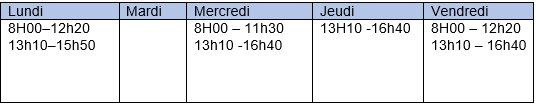 Lundi Mardi Mercredi Jeudi Vendredi
8H00–12h20 8H00 – 11h30 13H10 -16h40 8H00 – 12h20
13h10–15h50 13h10 -16h40 13h10 – 16h40